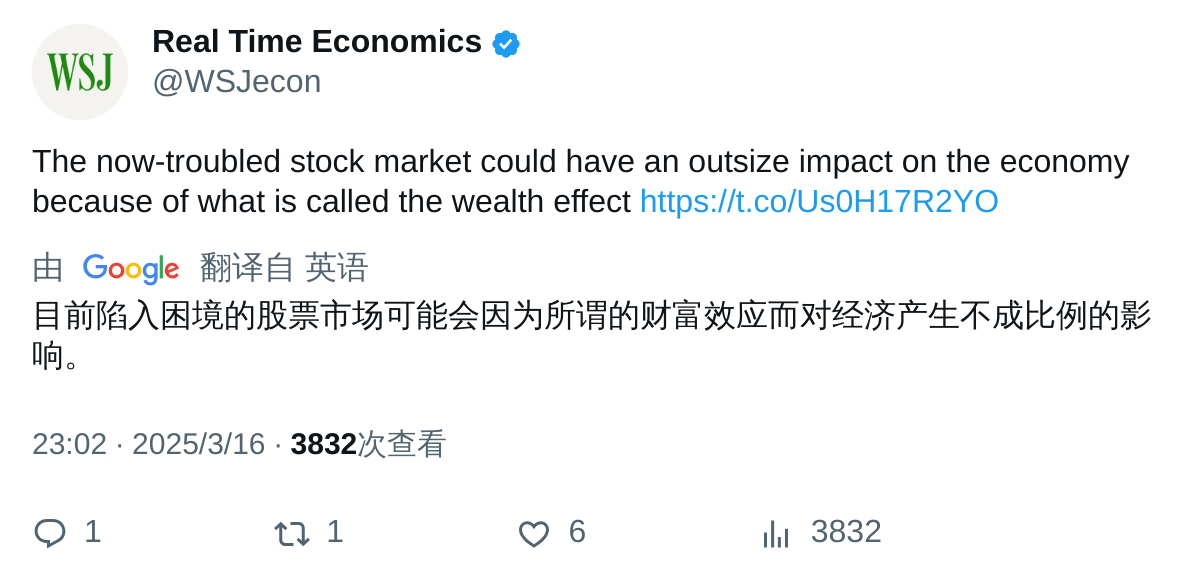 WSJ
Real Time Economics
@WSJecon
The now-troubled stock market could have an outsize impact on the economy
because of what is called the wealth effect https://t.co/Us0H17R2YO
由 Google 翻译自 英语
目前陷入困境的股票市场可能会因为所谓的财富效应而对经济产生不成比例的影
响。
23:02 · 2025/3/16 · 3832次查看
1 1 6 3832